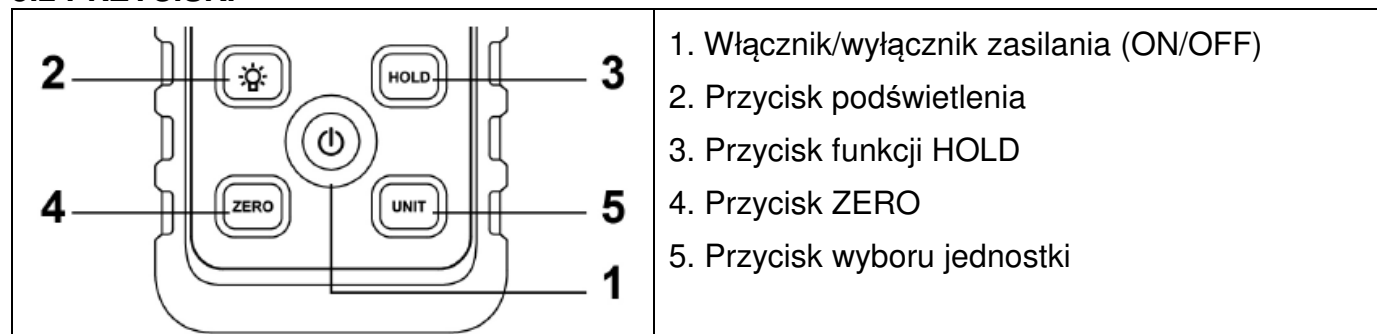 2
HOLD
3
4
ZERO
UNIT
5
1
1. Włącznik/wyłącznik zasilania (ON/OFF)
2. Przycisk podświetlenia
3. Przycisk funkcji HOLD
4. Przycisk ZERO
5. Przycisk wyboru jednostki